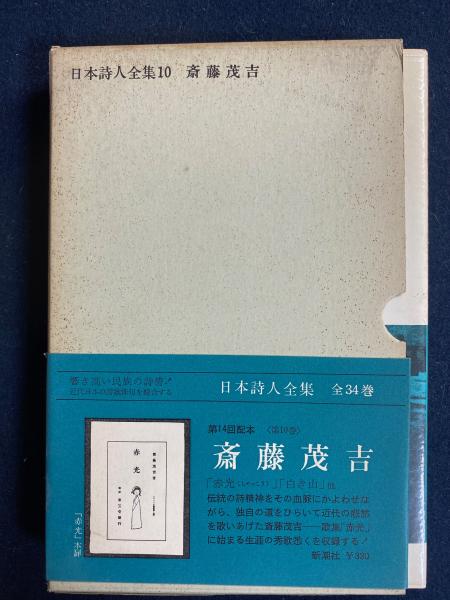 日本詩人全集10 斎藤茂吉
響き高い民族の詩情!
近代日本の詩歌俳句を総合する
日本詩人全集 全34巻
第14回配本〈第10巻〉
斎藤茂吉
「赤光〈しゃっこう〉」「白き山」他
伝統の詩精神をその血脈にかよわせな
がら、独自の道をひらいて近代の感愁
を歌いあげた斎藤茂吉――歌集「赤光」
に始まる生涯の秀歌悉くを収録する!
新潮社 ¥330
赤光
「赤光」本扉